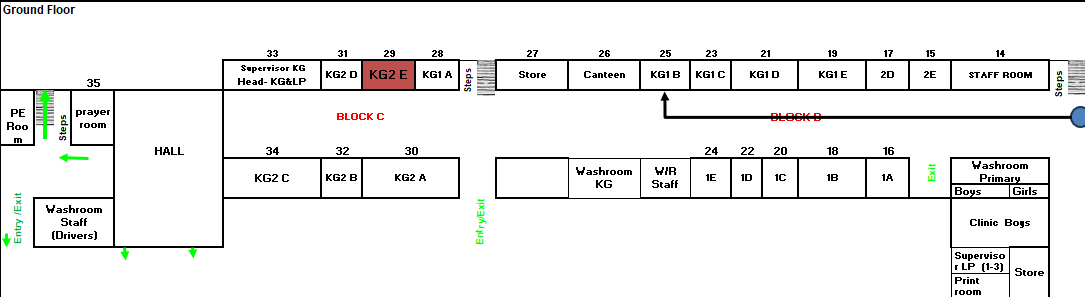 Ground Floor
33
31
29
28
27
26
25
23
21
19
17
15
14
Supervisor KG
Head- KG&LP
KG2 D
KG2 E
KG1 A
Steps
Store
Canteen
KG1 B
KG1 C
KG1 D
KG1 E
2D
2E
STAFF ROOM
Steps
35
PE
Roo
m
Steps
prayer
room
BLOCK C
BLOCK B
HALL
34
32
30
24
22
20
18
16
KG2 C
KG2 B
KG2 A
Washroom
KG
W/R
Staff
1E
1D
1C
1B
1A
Exit
Washroom
Primary
Boys
Girls
Entry /Exit
Washroom
Staff
(Drivers)
Entry/Exit
Clinic Boys
Superviso
r LP (1-3)
Print
room
Store